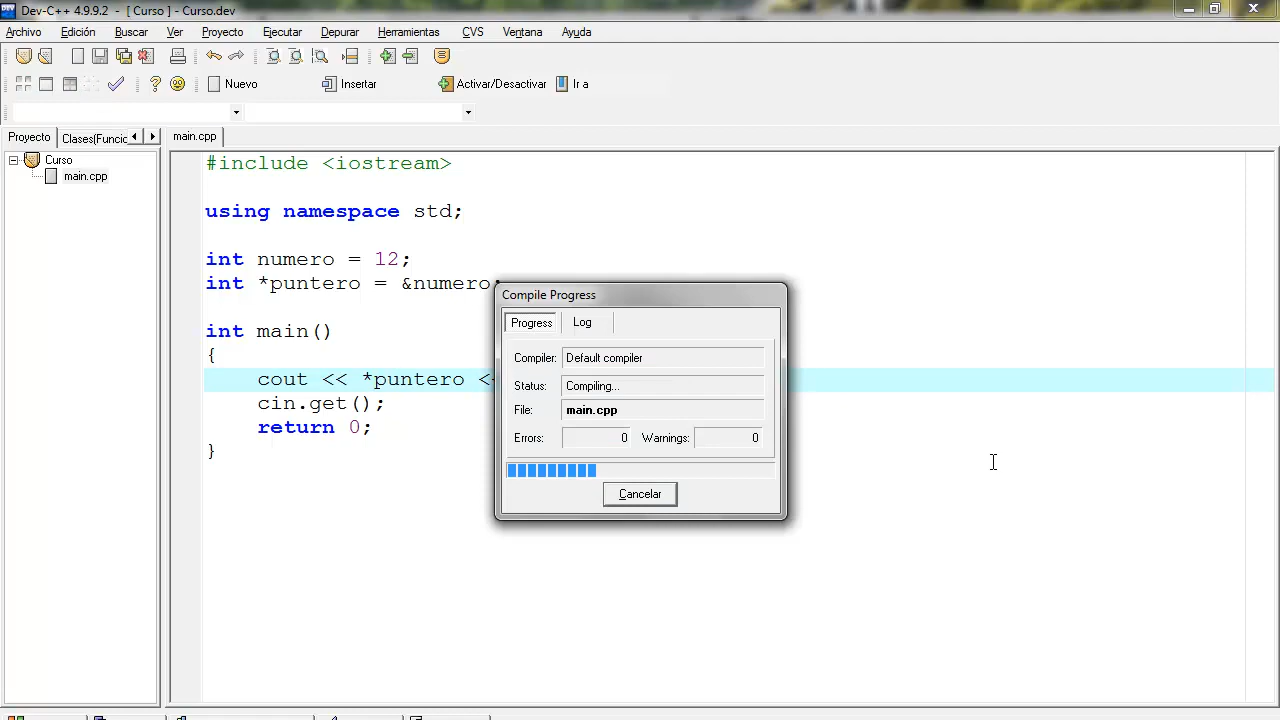 Dev-C++ 4.9.9.2 - [ Curso ] - Curso.dev
Archivo Edición Buscar Ver Proyecto Ejecutar Depurar Herramientas CVS Ventana Ayuda
Nuevo Insertar Activar/Desactivar Ir a
Proyecto Clases(Funcio main.cpp
Curso
main.cpp
#include <iostream>
using namespace std;
int numero = 12;
int *puntero = &numero;
int main()
{
cout << *puntero <<
cin.get();
return 0;
}
Compile Progress
Progress Log
Compiler: Default compiler
Status: Compiling...
File: main.cpp
Errors: 0 Warnings: 0
Cancelar